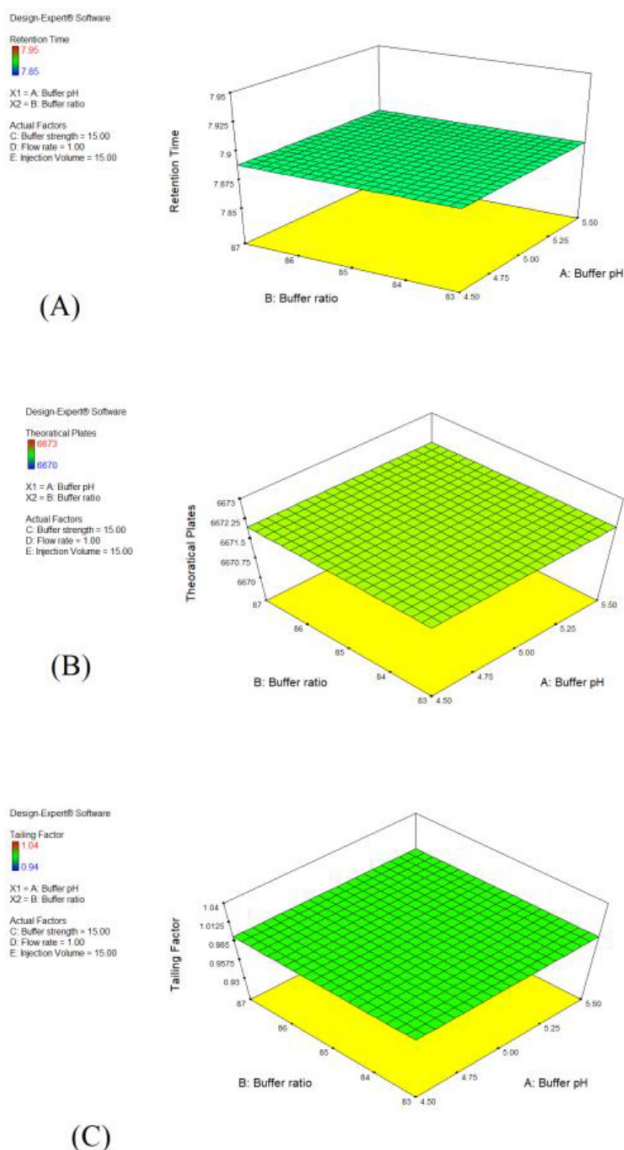 Design-Expert® Software
Retention Time
7.95
7.85
X1 = A: Buffer pH
X2 = B: Buffer ratio
Actual Factors
C: Buffer strength = 15.00
D: Flow rate = 1.00
E: Injection Volume = 15.00
Retention Time
7.95
7.925
7.9
7.875
7.85
87
86
85
84
83
4.50
4.75
5.00
5.25
5.50
B: Buffer ratio
A: Buffer pH
(A)
Design-Expert® Software
Theoratical Plates
6673
6670
X1 = A: Buffer pH
X2 = B: Buffer ratio
Actual Factors
C: Buffer strength = 15.00
D: Flow rate = 1.00
E: Injection Volume = 15.00
Theoratical Plates
6673
6672.25
6671.5
6670.75
6670
87
86
85
84
83
4.50
4.75
5.00
5.25
5.50
B: Buffer ratio
A: Buffer pH
(B)
Design-Expert® Software
Tailing Factor
1.04
0.94
X1 = A: Buffer pH
X2 = B: Buffer ratio
Actual Factors
C: Buffer strength = 15.00
D: Flow rate = 1.00
E: Injection Volume = 15.00
Tailing Factor
1.04
1.0125
0.985
0.9575
0.93
87
86
85
84
83
4.50
4.75
5.00
5.25
5.50
B: Buffer ratio
A: Buffer pH
(C)